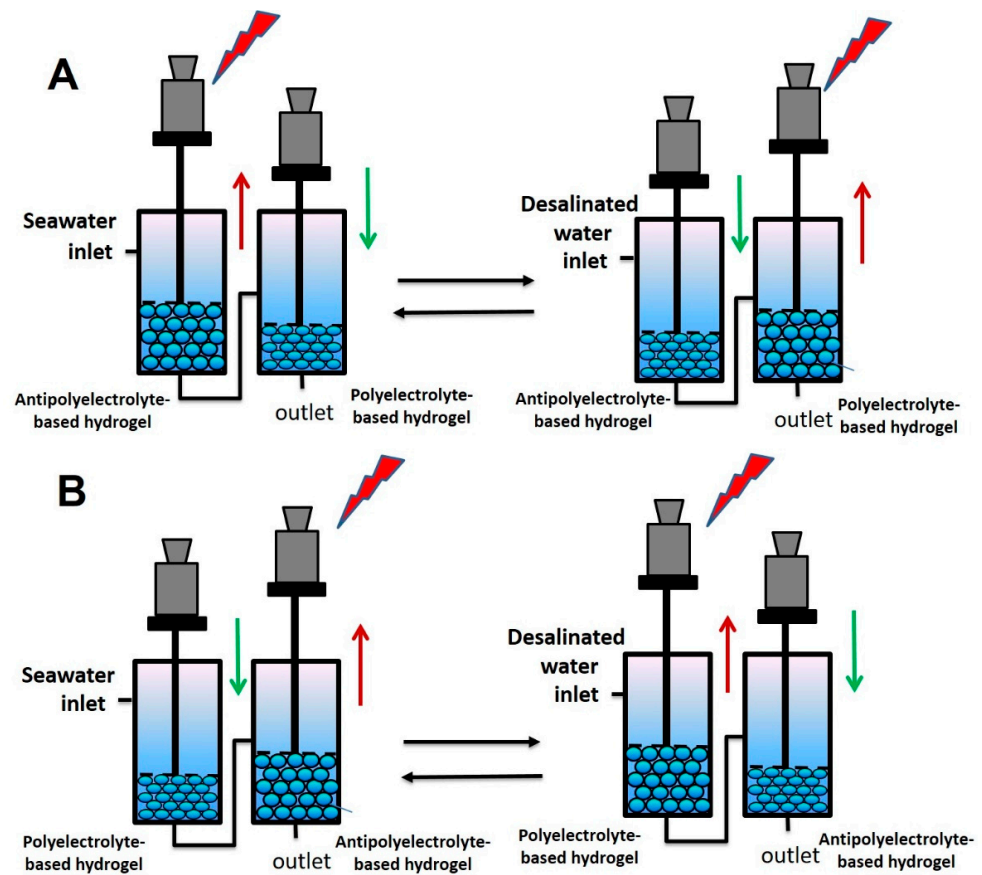 A
Seawater
inlet
Antipolyelectrolyte-
based hydrogel
outlet
Polyelectrolyte-
based hydrogel
Desalinated
water
inlet
Antipolyelectrolyte-
based hydrogel
outlet
Polyelectrolyte-
based hydrogel
B
Seawater
inlet
Polyelectrolyte-
based hydrogel
outlet
Antipolyelectrolyte-
based hydrogel
Desalinated
water
inlet
Polyelectrolyte-
based hydrogel
outlet
Antipolyelectrolyte-
based hydrogel